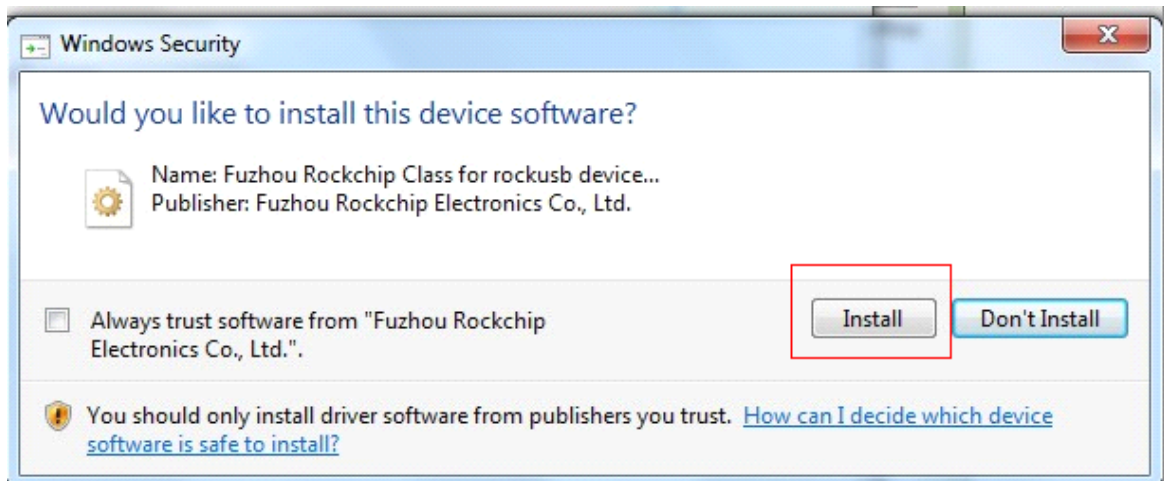 Windows Security
Would you like to install this device software?
Name: Fuzhou Rockchip Class for rockusb device...
Publisher: Fuzhou Rockchip Electronics Co., Ltd.
Always trust software from "Fuzhou Rockchip
Electronics Co., Ltd.".
Install
Don't Install
You should only install driver software from publishers you trust. How can I decide which device
software is safe to install?